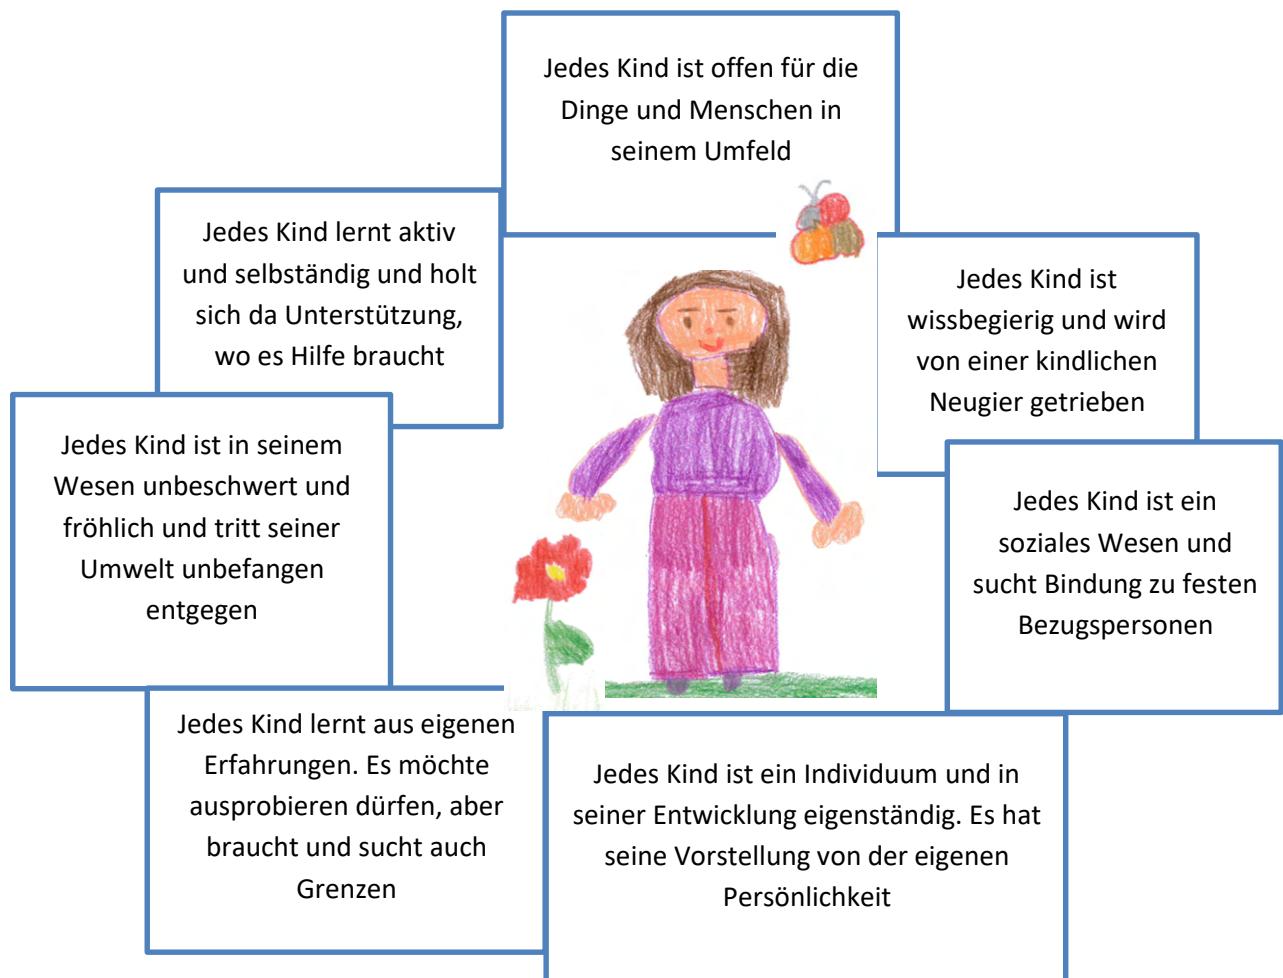 Jedes Kind ist offen für die
Dinge und Menschen in
seinem Umfeld
Jedes Kind lernt aktiv
und selbständig und holt
sich da Unterstützung,
wo es Hilfe braucht
Jedes Kind ist
wissbegierig und wird
von einer kindlichen
Neugier getrieben
Jedes Kind ist in seinem
Wesen unbeschwert und
fröhlich und tritt seiner
Umwelt unbefangen
entgegen
Jedes Kind ist ein
soziales Wesen und
sucht Bindung zu festen
Bezugspersonen
Jedes Kind lernt aus eigenen
Erfahrungen. Es möchte
ausprobieren dürfen, aber
braucht und sucht auch
Grenzen
Jedes Kind ist ein Individuum und in
seiner Entwicklung eigenständig. Es hat
seine Vorstellung von der eigenen
Persönlichkeit